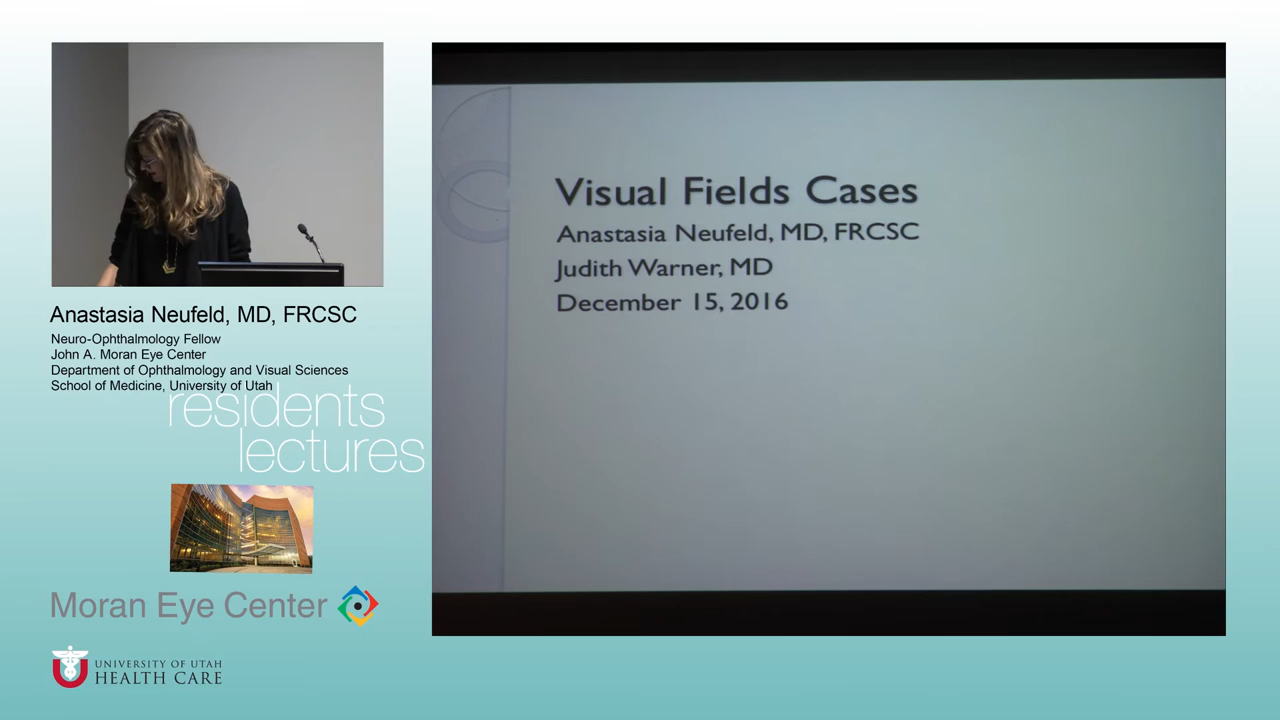 Visual Fields Cases
Anastasia Neufeld, MD, FRCSC
Judith Warner, MD
December 15, 2016
Anastasia Neufeld, MD, FRCSC
Neuro-Ophthalmology Fellow
John A. Moran Eye Center
Department of Ophthalmology and Visual Sciences
School of Medicine, University of Utah
residents
lectures
Moran Eye Center
UNIVERSITY OF UTAH
HEALTH CARE